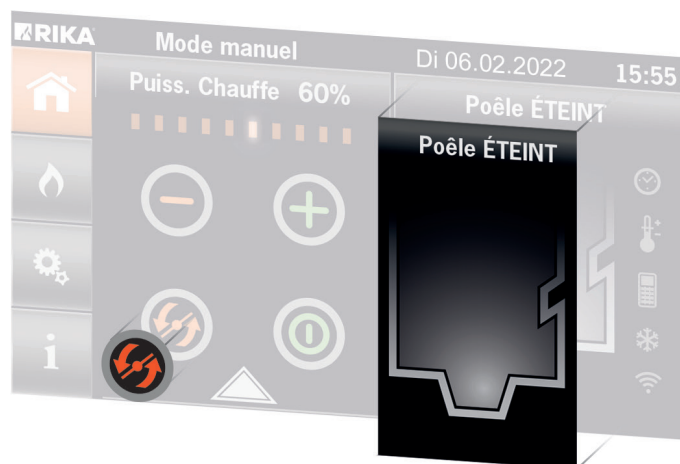 RIKA
Mode manuel
Di 06.02.2022
15:55
Puiss. Chauffe 60%
Poêle ÉTEINT
Poêle ÉTEINT